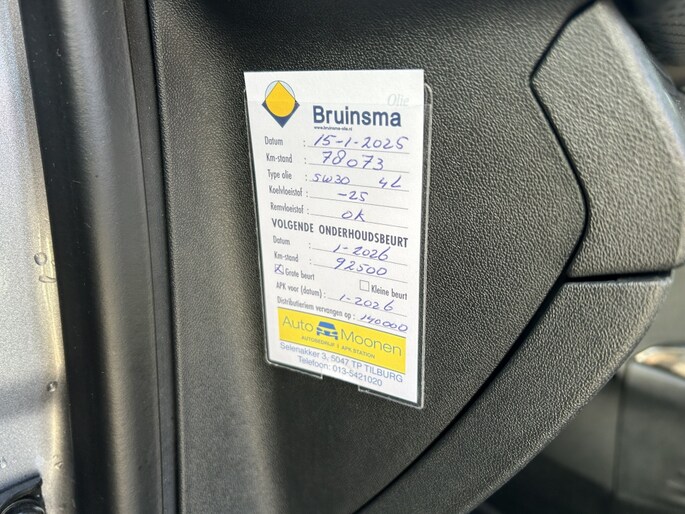 Olie
Bruinsma
www.bruinsma-olie.nl
Datum : 15-1-2025
Km-stand : 78073
Type olie : 5W30 4L
Koelvloeistof : -25
Remvloeistof : OK
VOLGENDE ONDERHOUDSBEURT
Datum : 1-2026
Km-stand : 92500
Grote beurt Kleine beurt
APK voor (datum) : 1-2026
Distributieriem vervangen op : 140000
Auto Moonen
AUTOBEDRIJF & APK STATION
Selenakker 3, 5047 TP TILBURG
Telefoon: 013-5421020